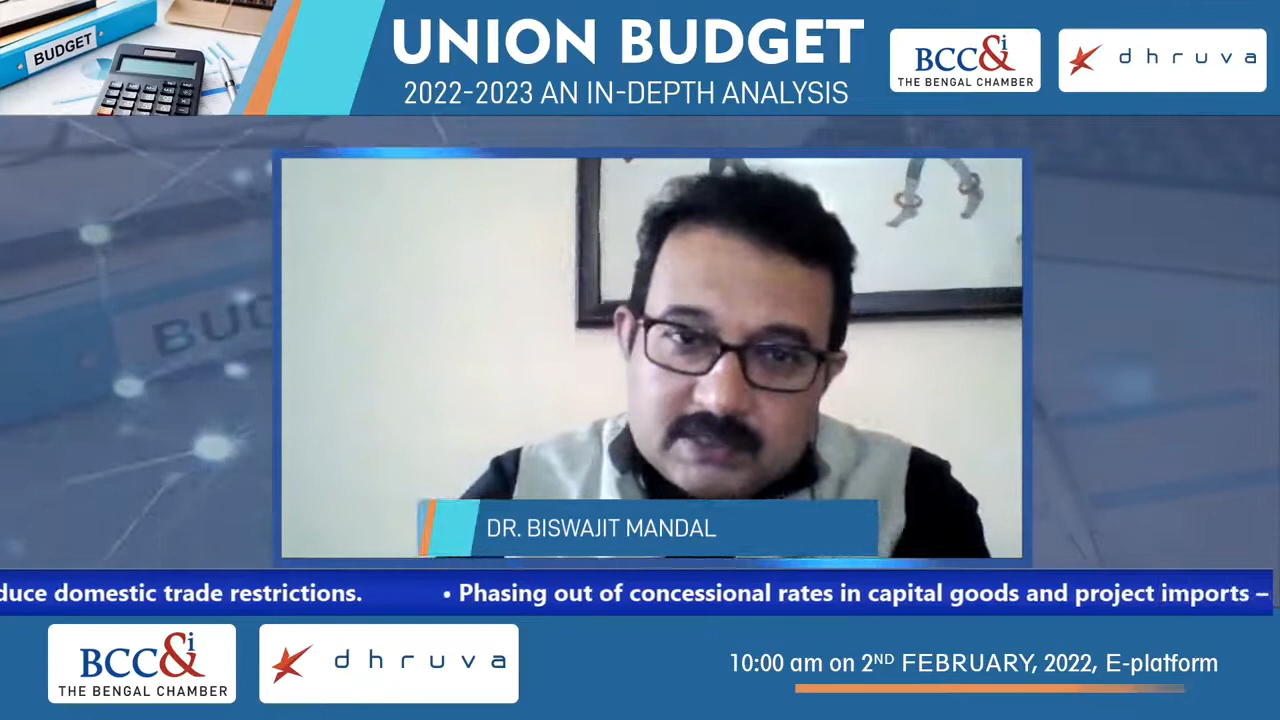 BUDGET
UNION BUDGET
2022-2023 AN IN-DEPTH ANALYSIS
BCC&i
THE BENGAL CHAMBER
dhruva
BUD
DR. BISWAJIT MANDAL
duce domestic trade restrictions. • Phasing out of concessional rates in capital goods and project imports –
BCC&i
THE BENGAL CHAMBER
dhruva
10:00 am on 2ND FEBRUARY, 2022, E-platform